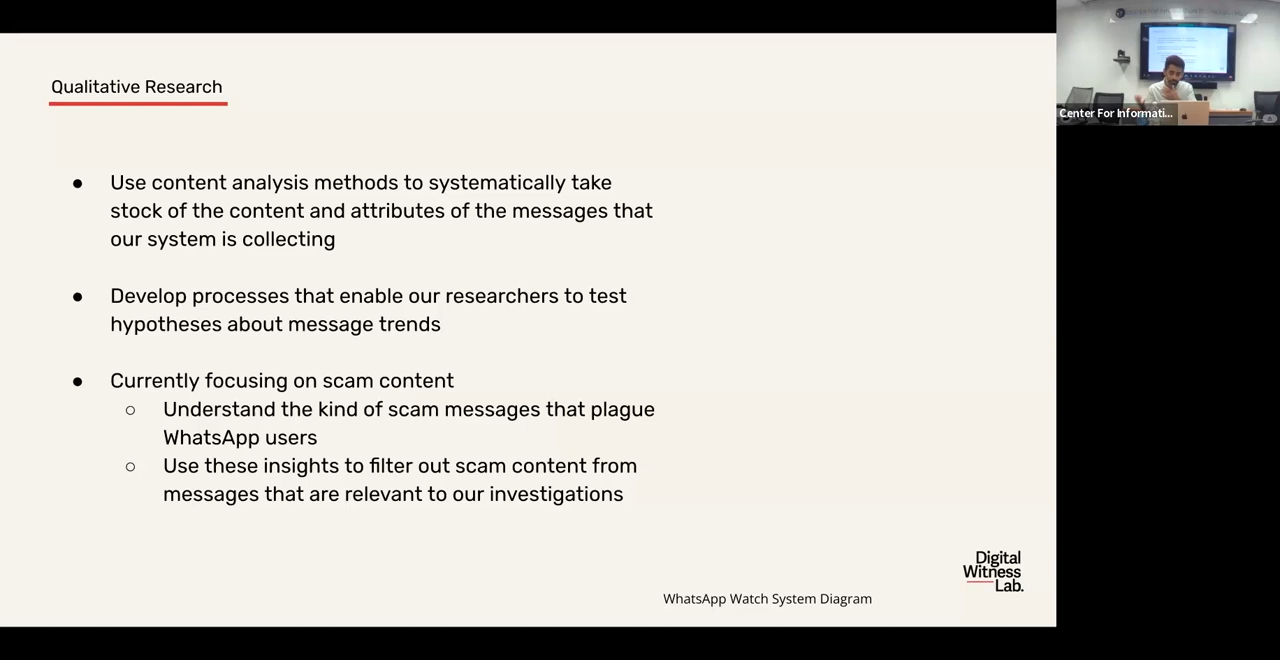 Qualitative Research
● Use content analysis methods to systematically take
stock of the content and attributes of the messages that
our system is collecting
● Develop processes that enable our researchers to test
hypotheses about message trends
● Currently focusing on scam content
○ Understand the kind of scam messages that plague
WhatsApp users
○ Use these insights to filter out scam content from
messages that are relevant to our investigations
WhatsApp Watch System Diagram
Digital
Witness
Lab.
Center For Informati...